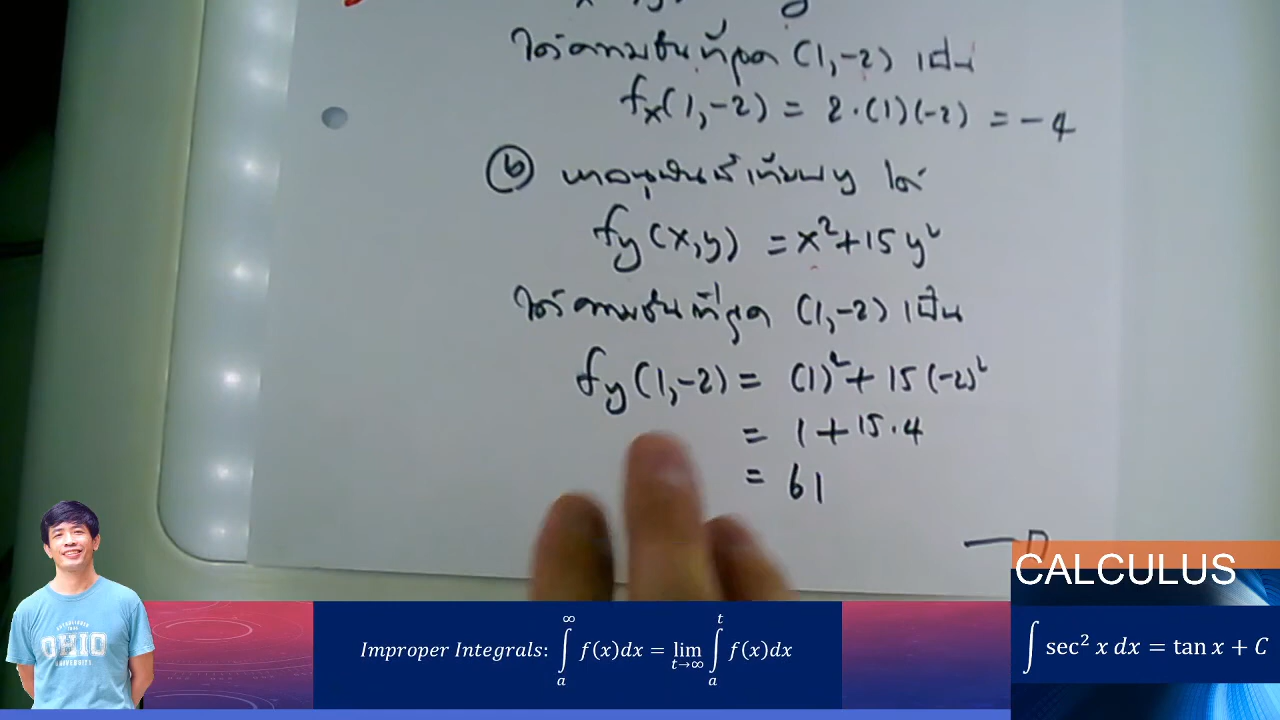 ได้ความชันที่จุด (1,-2) เป็น
fx(1,-2) = 2·(1)(-2) = -4
ⓑ หาอนุพันธ์เทียบ y ได้
fy(x,y) = x²+15y²
ได้ความชันที่จุด (1,-2) เป็น
fy(1,-2) = (1)²+15(-2)²
= 1+15·4
= 61
OHIO
UNIVERSITY
Improper Integrals: ∫ₐ^∞ f(x)dx = lim_{t→∞} ∫ₐ^t f(x)dx
CALCULUS
∫ sec² x dx = tan x + C